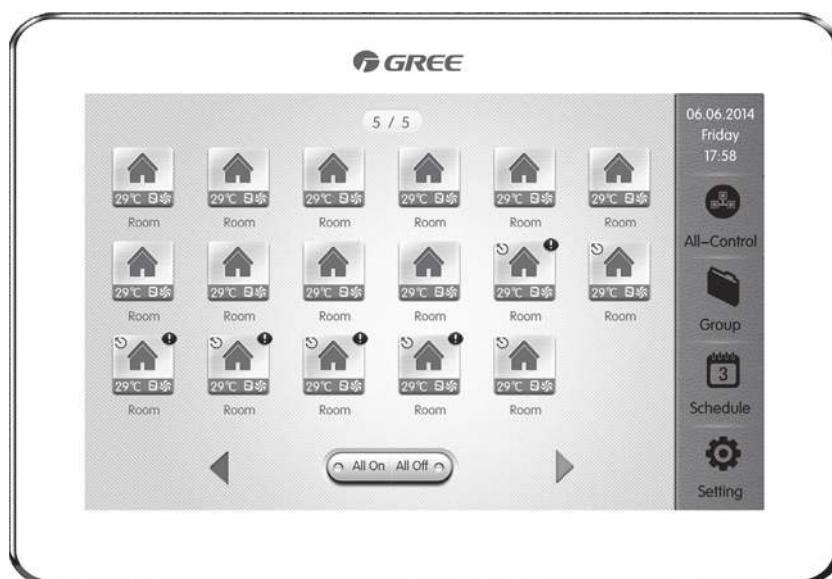 GREE
5 / 5
06.06.2014
Friday
17:58
29℃ 29℃ 29℃ 29℃ 29℃ 29℃
Room Room Room Room Room Room
All-Control
29℃ 29℃ 29℃ 29℃ 29℃ 29℃
Room Room Room Room Room Room
Group
29℃ 29℃ 29℃ 29℃ 29℃
Room Room Room Room Room
3
Schedule
All On All Off
Setting